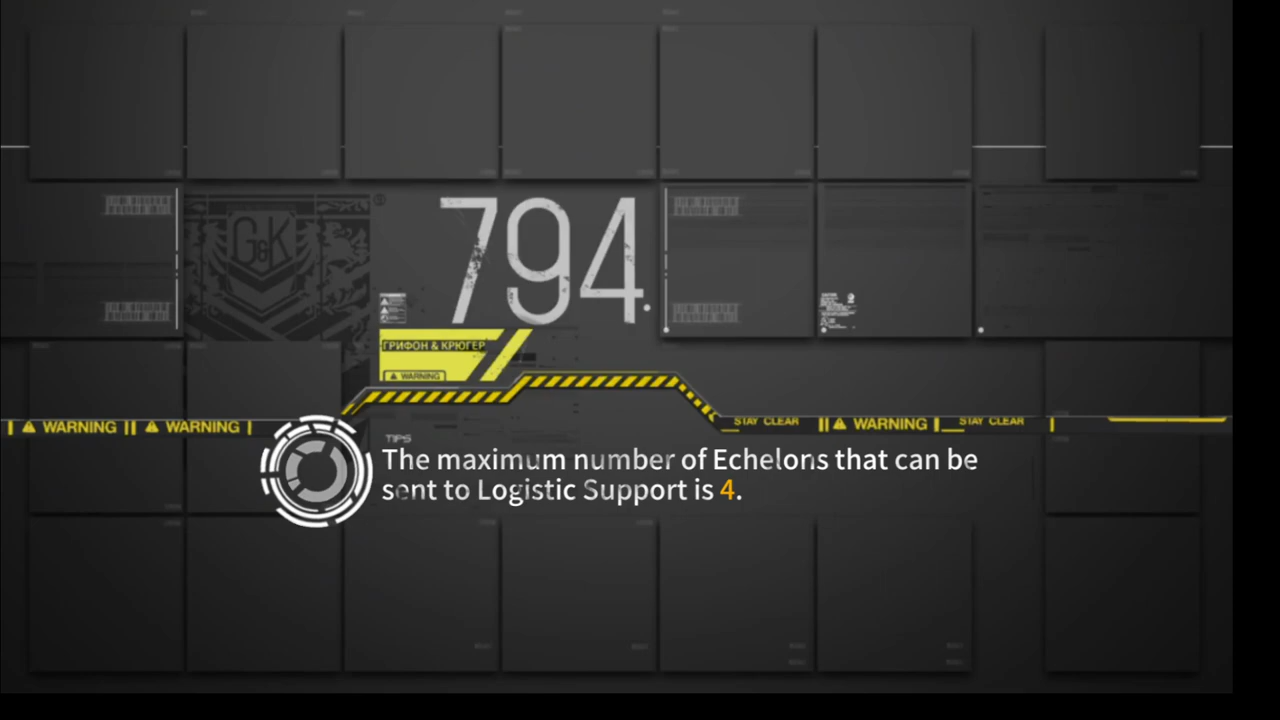 G&K
794.
ГРИФОН & КРЮГЕР
WARNING
WARNING
WARNING
STAY CLEAR
WARNING
STAY CLEAR
TIPS
The maximum number of Echelons that can be
sent to Logistic Support is 4.